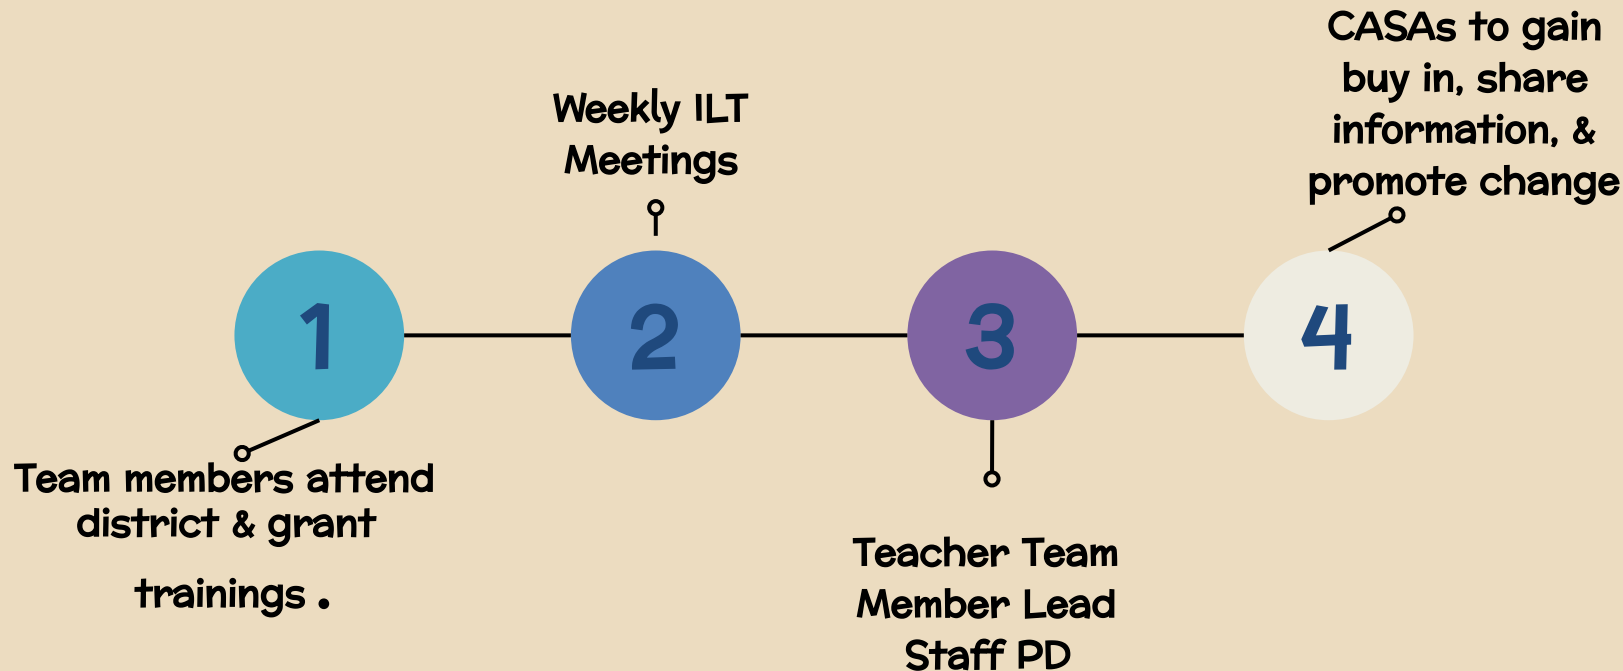 1
Team members attend
district & grant
trainings .
2
Weekly ILT
Meetings
3
Teacher Team
Member Lead
Staff PD
4
CASAs to gain
buy in, share
information, &
promote change